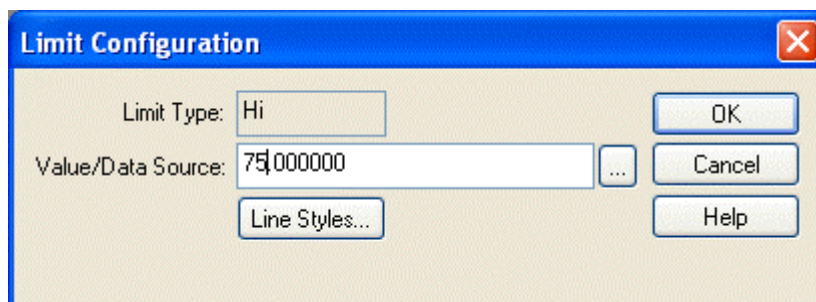 Limit Configuration
Limit Type: Hi OK
Value/Data Source: 75.000000 ... Cancel
Line Styles... Help